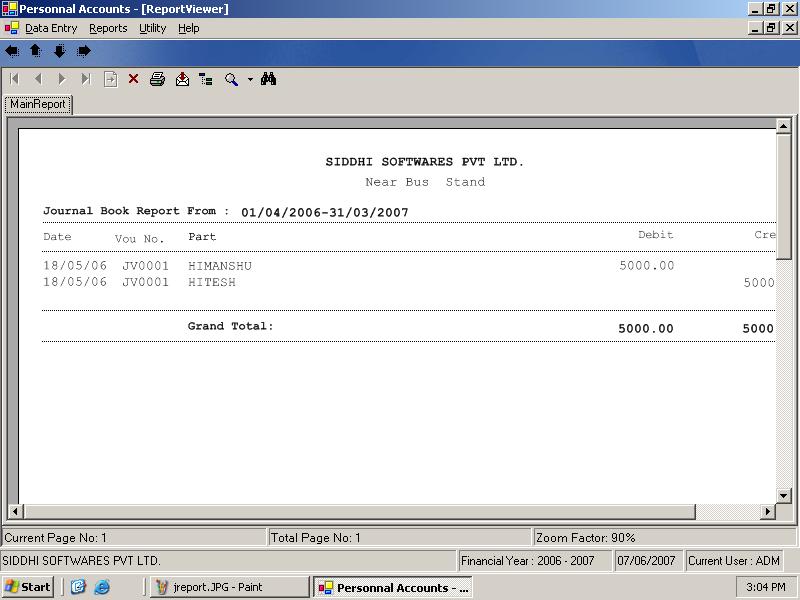 Personnal Accounts - [ReportViewer]
Data Entry Reports Utility Help
MainReport
SIDDHI SOFTWARES PVT LTD.
Near Bus Stand
Journal Book Report From : 01/04/2006-31/03/2007
Date Vou No. Part Debit Cre
18/05/06 JV0001 HIMANSHU 5000.00
18/05/06 JV0001 HITESH 5000
Grand Total: 5000.00 5000
Current Page No: 1 Total Page No: 1 Zoom Factor: 90%
SIDDHI SOFTWARES PVT LTD. Financial Year : 2006 - 2007 07/06/2007 Current User : ADM
Start jreport.JPG - Paint Personnal Accounts - ... 3:04 PM